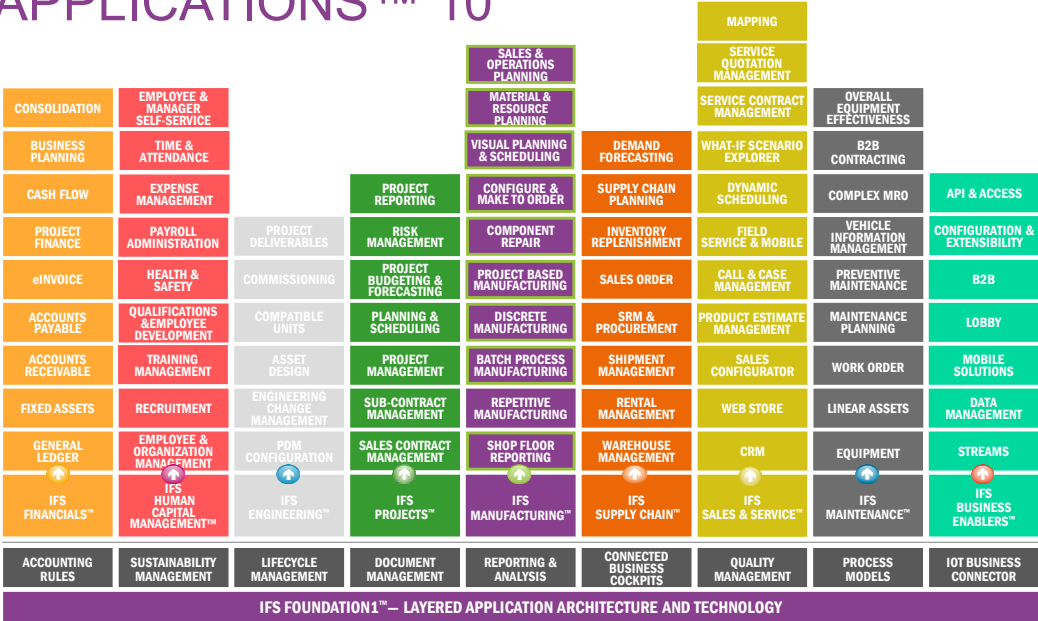 APPLICATIONS™ 10
CONSOLIDATION
BUSINESS
PLANNING
CASH FLOW
PROJECT
FINANCE
eINVOICE
ACCOUNTS
PAYABLE
ACCOUNTS
RECEIVABLE
FIXED ASSETS
GENERAL
LEDGER
IFS
FINANCIALS™
EMPLOYEE &
MANAGER
SELF-SERVICE
TIME &
ATTENDANCE
EXPENSE
MANAGEMENT
PAYROLL
ADMINISTRATION
HEALTH &
SAFETY
QUALIFICATIONS
&EMPLOYEE
DEVELOPMENT
TRAINING
MANAGEMENT
RECRUITMENT
EMPLOYEE &
ORGANIZATION
MANAGEMENT
IFS
HUMAN
CAPITAL
MANAGEMENT™
PROJECT
DELIVERABLES
COMMISSIONING
COMPATIBLE
UNITS
ASSET
DESIGN
ENGINEERING
CHANGE
MANAGEMENT
PDM
CONFIGURATION
IFS
ENGINEERING™
PROJECT
REPORTING
RISK
MANAGEMENT
PROJECT
BUDGETING &
FORECASTING
PLANNING &
SCHEDULING
PROJECT
MANAGEMENT
SUB-CONTRACT
MANAGEMENT
SALES CONTRACT
MANAGEMENT
IFS
PROJECTS™
SALES &
OPERATIONS
PLANNING
MATERIAL &
RESOURCE
PLANNING
VISUAL PLANNING
& SCHEDULING
CONFIGURE &
MAKE TO ORDER
COMPONENT
REPAIR
PROJECT BASED
MANUFACTURING
DISCRETE
MANUFACTURING
BATCH PROCESS
MANUFACTURING
REPETITIVE
MANUFACTURING
SHOP FLOOR
REPORTING
IFS
MANUFACTURING™
DEMAND
FORECASTING
SUPPLY CHAIN
PLANNING
INVENTORY
REPLENISHMENT
SALES ORDER
SRM &
PROCUREMENT
SHIPMENT
MANAGEMENT
RENTAL
MANAGEMENT
WAREHOUSE
MANAGEMENT
IFS
SUPPLY CHAIN™
MAPPING
SERVICE
QUOTATION
MANAGEMENT
SERVICE CONTRACT
MANAGEMENT
WHAT-IF SCENARIO
EXPLORER
DYNAMIC
SCHEDULING
FIELD
SERVICE & MOBILE
CALL & CASE
MANAGEMENT
PRODUCT ESTIMATE
MANAGEMENT
SALES
CONFIGURATOR
WEB STORE
CRM
IFS
SALES & SERVICE™
OVERALL
EQUIPMENT
EFFECTIVENESS
B2B
CONTRACTING
COMPLEX MRO
VEHICLE
INFORMATION
MANAGEMENT
PREVENTIVE
MAINTENANCE
MAINTENANCE
PLANNING
WORK ORDER
LINEAR ASSETS
EQUIPMENT
IFS
MAINTENANCE™
API & ACCESS
CONFIGURATION &
EXTENSIBILITY
B2B
LOBBY
MOBILE
SOLUTIONS
DATA
MANAGEMENT
STREAMS
IFS
BUSINESS
ENABLERS™
ACCOUNTING
RULES
SUSTAINABILITY
MANAGEMENT
LIFECYCLE
MANAGEMENT
DOCUMENT
MANAGEMENT
REPORTING &
ANALYSIS
CONNECTED
BUSINESS
COCKPITS
QUALITY
MANAGEMENT
PROCESS
MODELS
IOT BUSINESS
CONNECTOR
IFS FOUNDATION1™— LAYERED APPLICATION ARCHITECTURE AND TECHNOLOGY